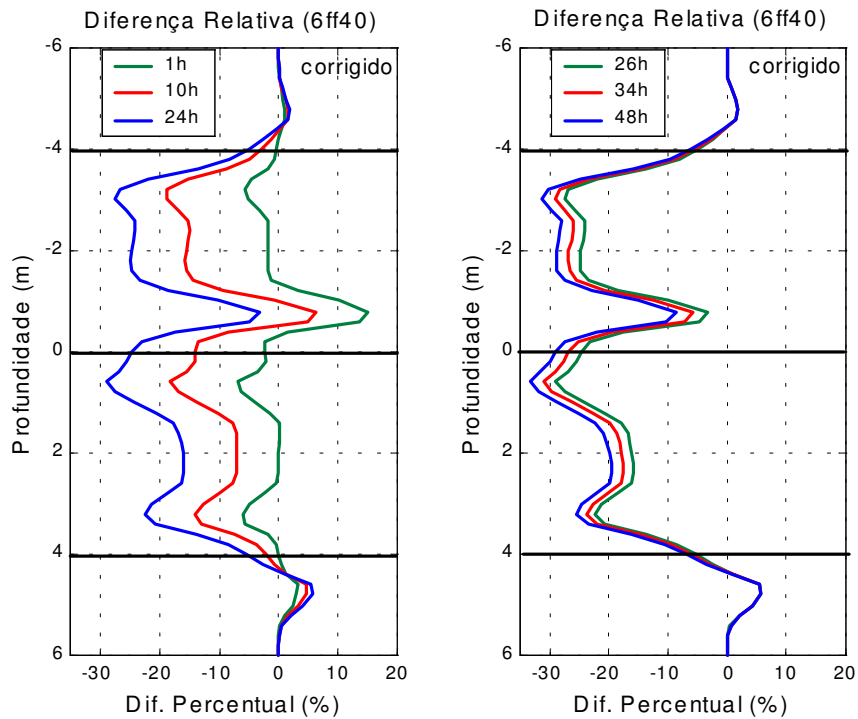 Diferença Relativa (6ff40)
-6
-4
-2
0
2
4
6
Profundidade (m)
1h
10h
24h
corrigido
-30 -20 -10 0 10 20
Dif. Percentual (%)
Diferença Relativa (6ff40)
-6
-4
-2
0
2
4
6
Profundidade (m)
26h
34h
48h
corrigido
-30 -20 -10 0 10 20
Dif. Percentual (%)